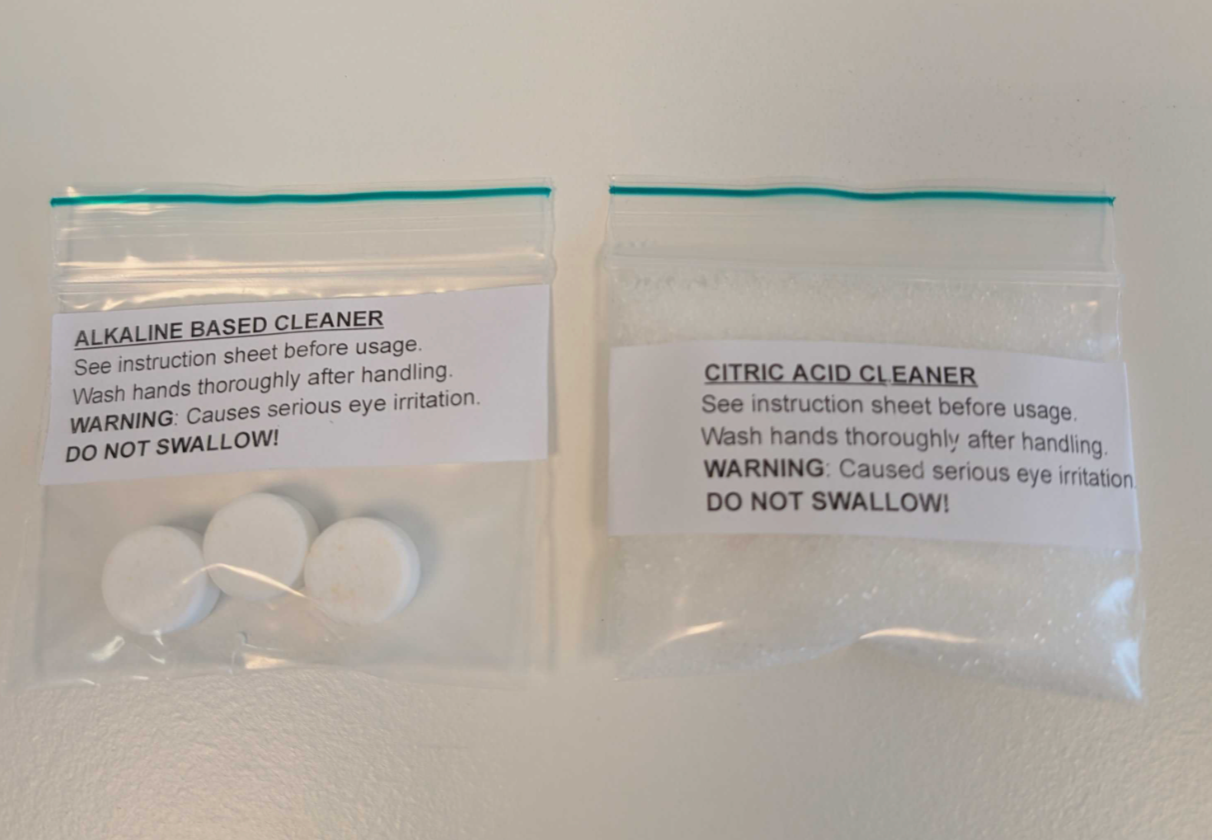 ALKALINE BASED CLEANER
See instruction sheet before usage.
Wash hands thoroughly after handling.
WARNING: Causes serious eye irritation.
DO NOT SWALLOW!
CITRIC ACID CLEANER
See instruction sheet before usage.
Wash hands thoroughly after handling.
WARNING: Caused serious eye irritation.
DO NOT SWALLOW!